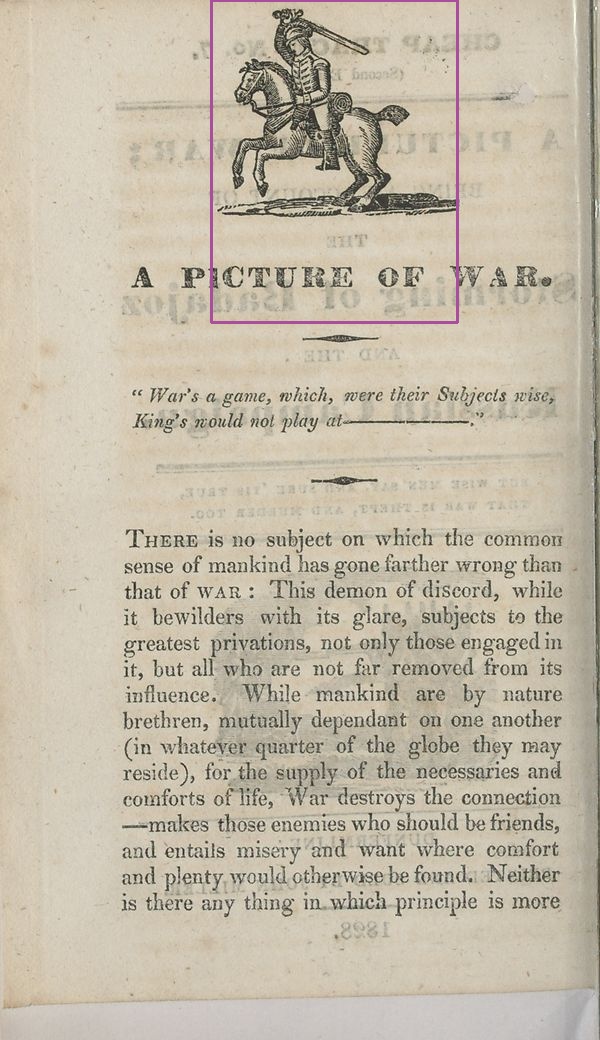 A PICTURE OF WAR.
“ War's a game, which, were their Subjects wise,
King's would not play at————.”
THERE is no subject on which the common
sense of mankind has gone farther wrong than
that of WAR : This demon of discord, while
it bewilders with its glare, subjects to the
greatest privations, not only those engaged in
it, but all who are not far removed from its
influence. While mankind are by nature
brethren, mutually dependant on one another
(in whatever quarter of the globe they may
reside), for the supply of the necessaries and
comforts of life, War destroys the connection
—makes those enemies who should be friends,
and entails misery and want where comfort
and plenty would otherwise be found. Neither
is there any thing in which principle is more